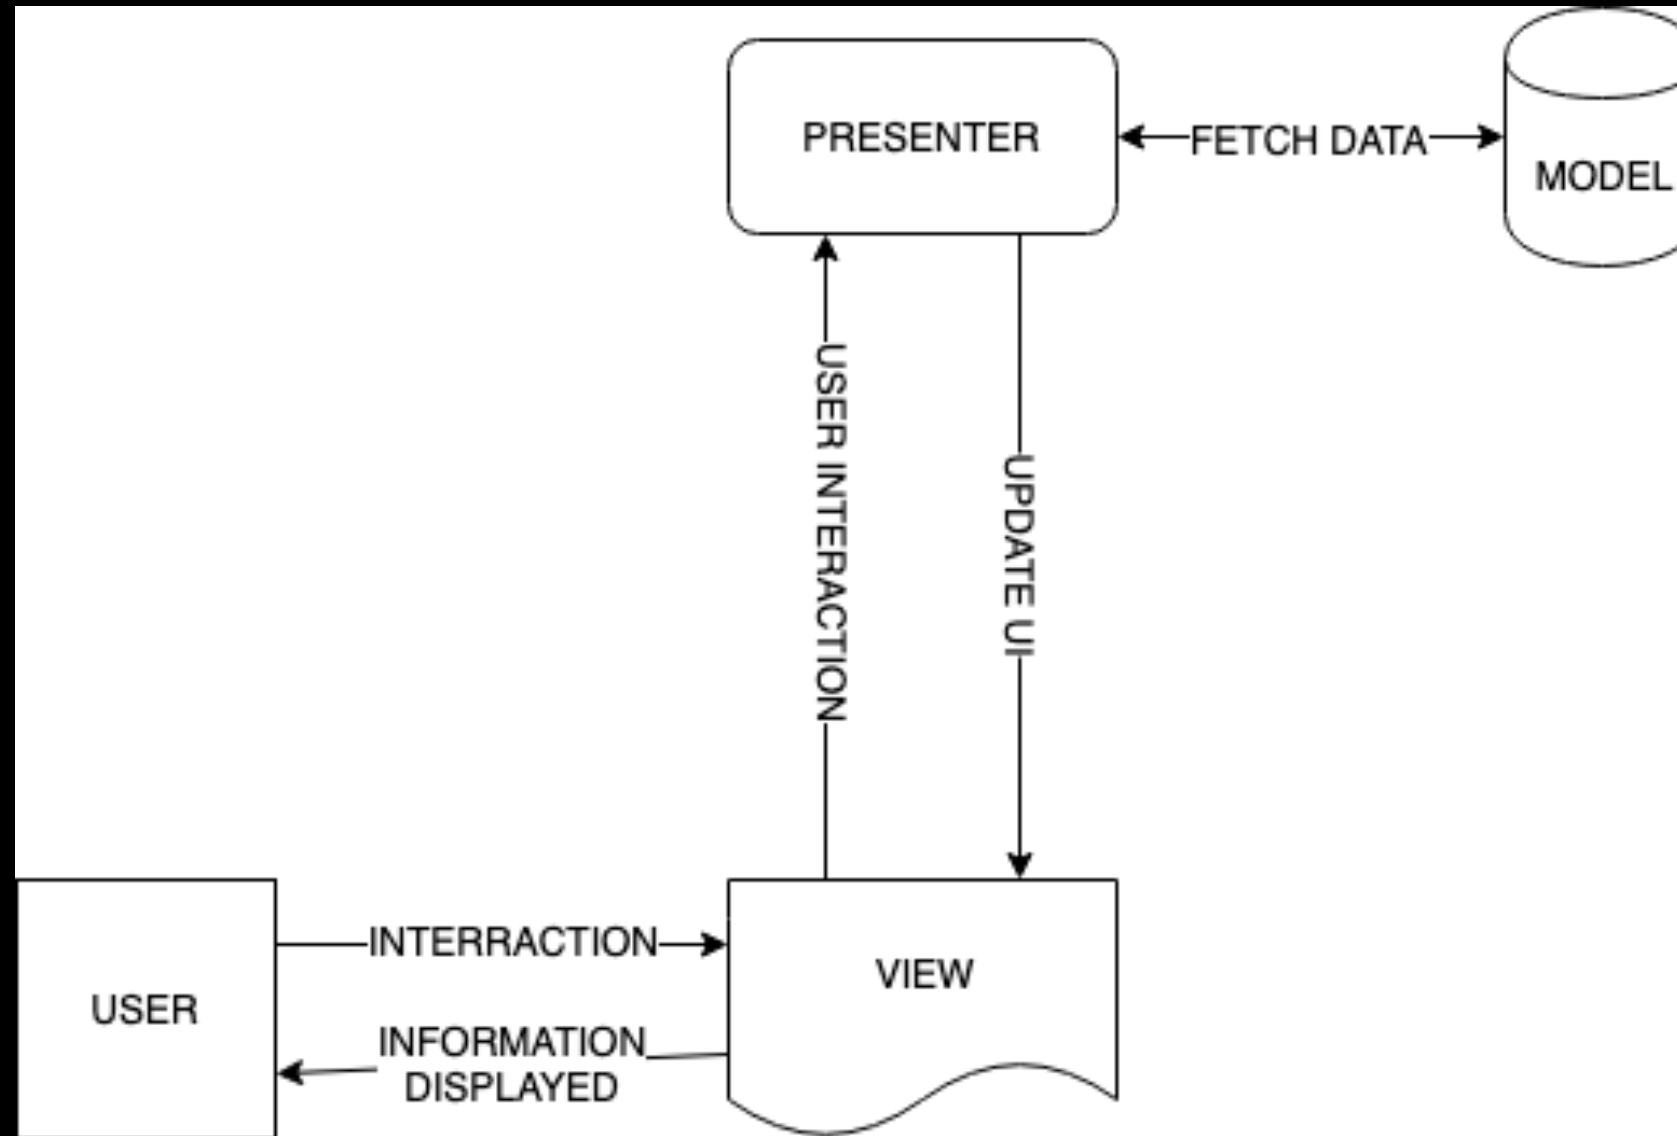 PRESENTER
FETCH DATA
MODEL
USER INTERACTION
UPDATE UI
INTERRACTION
VIEW
USER
INFORMATION
DISPLAYED